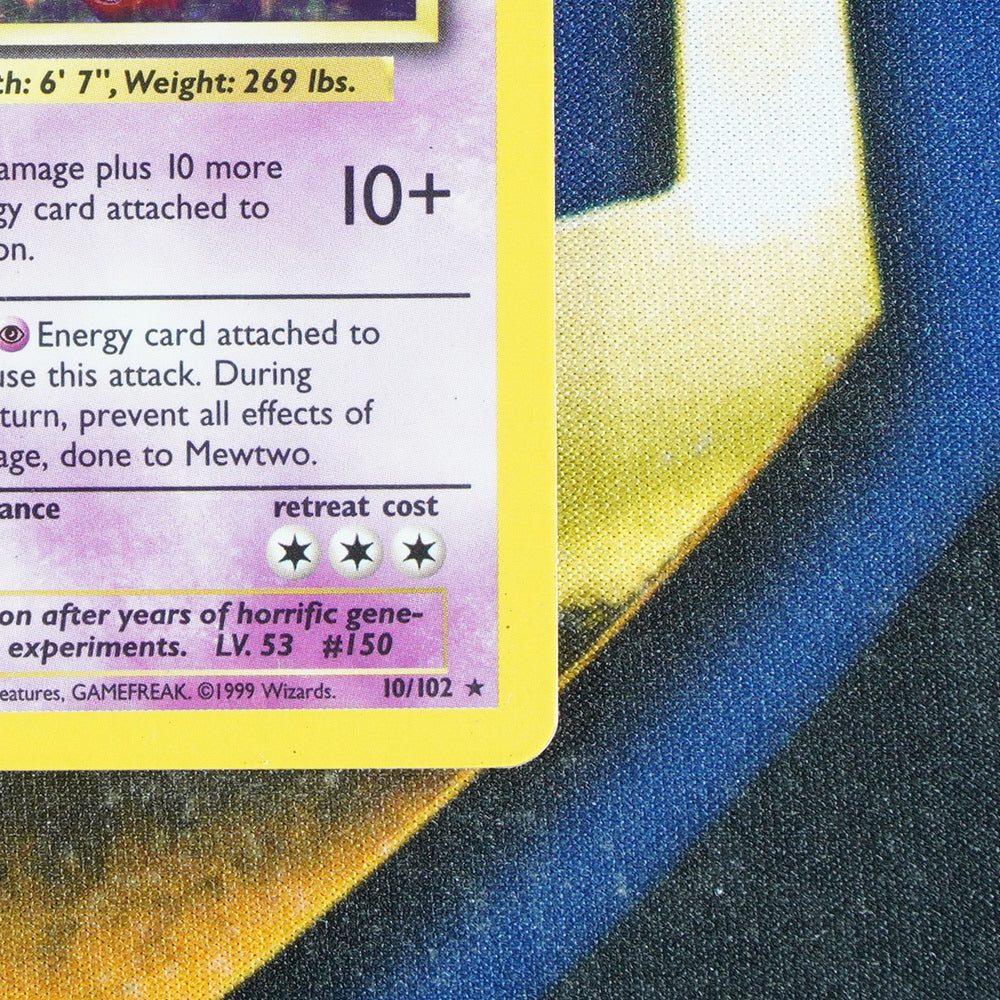 th: 6' 7", Weight: 269 lbs.
amage plus 10 more
10+
gy card attached to
on.
Energy card attached to
use this attack. During
turn, prevent all effects of
age, done to Mewtwo.
ance
retreat cost
on after years of horrific gene-
experiments. LV. 53 #150
eatures, GAMEFREAK. ©1999 Wizards. 10/102 ★